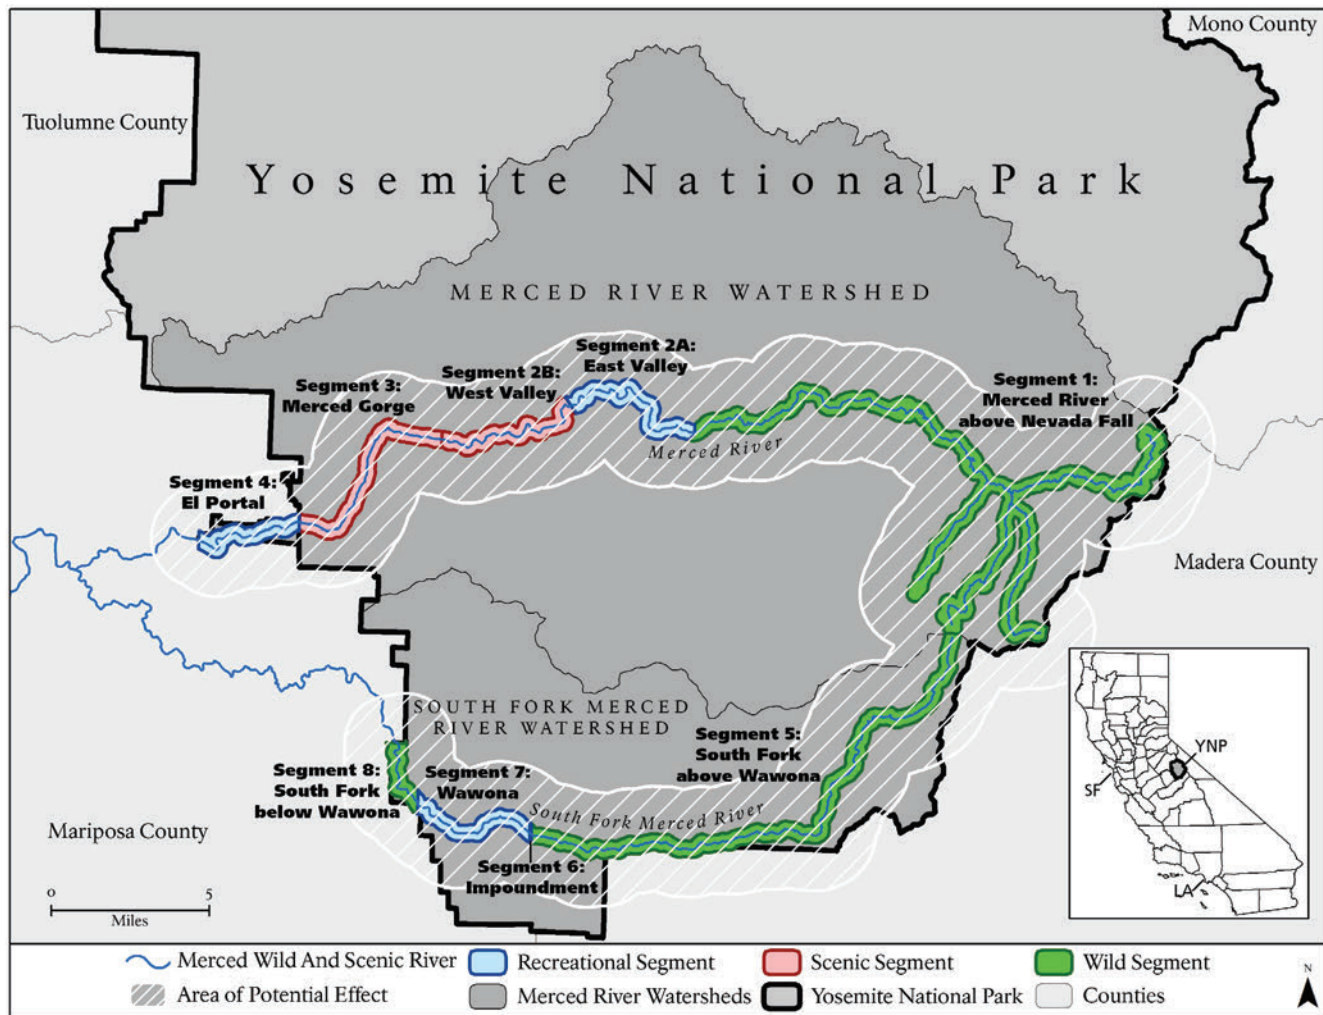 Mono County
Tuolumne County
Yosemite National Park
MERCED RIVER WATERSHED
Segment 2A:
East Valley
Segment 2B:
West Valley
Segment 3:
Merced Gorge
Segment 1:
Merced River
above Nevada Fall
Merced River
Segment 4:
El Portal
Madera County
SOUTH FORK MERCED
RIVER WATERSHED
Segment 5:
South Fork
above Wawona
Segment 8:
South Fork
below Wawona
Segment 7:
Wawona
South Fork Merced River
Segment 6:
Impoundment
Mariposa County
0 5
Miles
YNP
SF
LA
Merced Wild And Scenic River
Recreational Segment
Scenic Segment
Wild Segment
Area of Potential Effect
Merced River Watersheds
Yosemite National Park
Counties
N